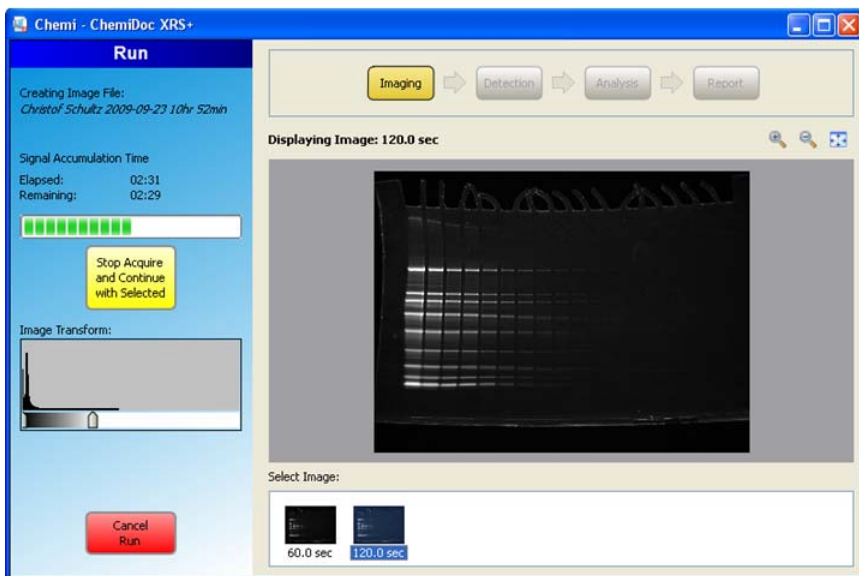 Chemi - ChemiDoc XRS+
Run
Creating Image File:
Christof Schultz 2009-09-23 10hr 52min
Signal Accumulation Time
Elapsed: 02:31
Remaining: 02:29
Stop Acquire
and Continue
with Selected
Image Transform:
Cancel
Run
Imaging
Detection
Analysis
Report
Displaying Image: 120.0 sec
Select Image:
60.0 sec
120.0 sec